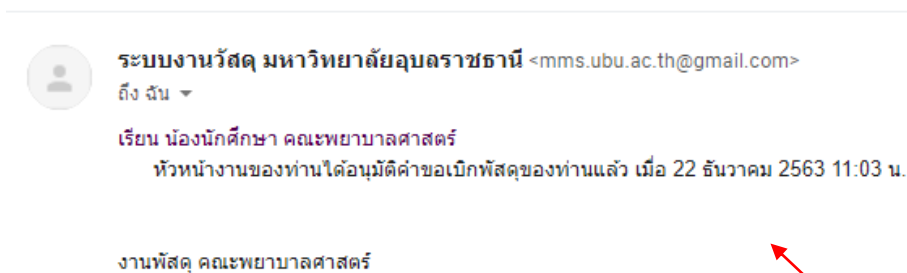 ระบบงานวัสดุ มหาวิทยาลัยอุบลราชธานี <mms.ubu.ac.th@gmail.com>
ถึง ฉัน
เรียน น้องนักศึกษา คณะพยาบาลศาสตร์
หัวหน้างานของท่านได้อนุมัติคำขอเบิกพัสดุของท่านแล้ว เมื่อ 22 ธันวาคม 2563 11:03 น.
งานพัสดุ คณะพยาบาลศาสตร์